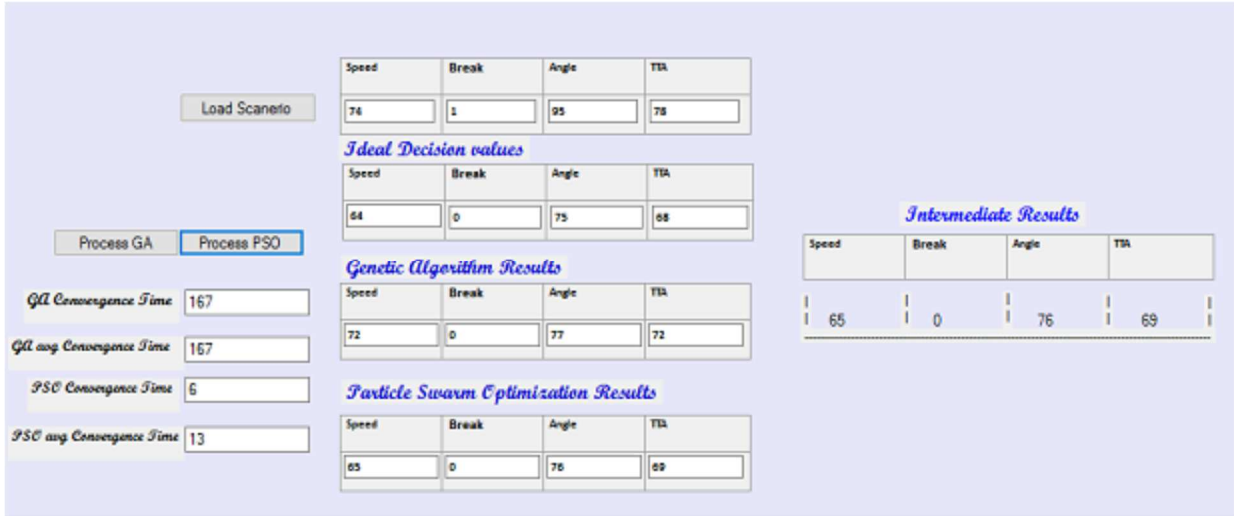 Speed Break Angle TTA
Load Scanerio
74 1 95 78
Ideal Decision values
Speed Break Angle TTA
64 0 75 68
Process GA Process PSO
Intermediate Results
Speed Break Angle TTA
65 0 76 69
Genetic Algorithm Results
Speed Break Angle TTA
72 0 77 72
GA Convergence Time 167
GA avg Convergence Time 167
PSO Convergence Time 6
PSO avg Convergence Time 13
Particle Swarm Optimization Results
Speed Break Angle TTA
65 0 76 69